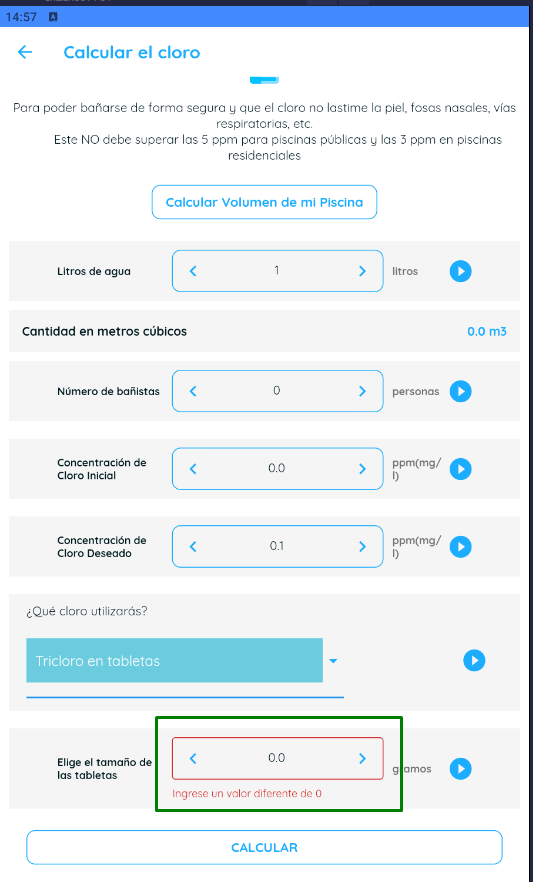 14:57 A
Calcular el cloro
Para poder bañarse de forma segura y que el cloro no lastime la piel, fosas nasales, vías
respiratorias, etc.
Este NO debe superar las 5 ppm para piscinas públicas y las 3 ppm en piscinas
residenciales
Calcular Volumen de mi Piscina
Litros de agua 1 litros
Cantidad en metros cúbicos 0.0 m3
Número de bañistas 0 personas
Concentración de
Cloro Inicial
0.0
ppm(mg/
l)
Concentración de
Cloro Deseado
0.1
ppm(mg/
l)
¿Qué cloro utilizarás?
Tricloro en tabletas
Elige el tamaño de
las tabletas
0.0
gramos
Ingrese un valor diferente de 0
CALCULAR